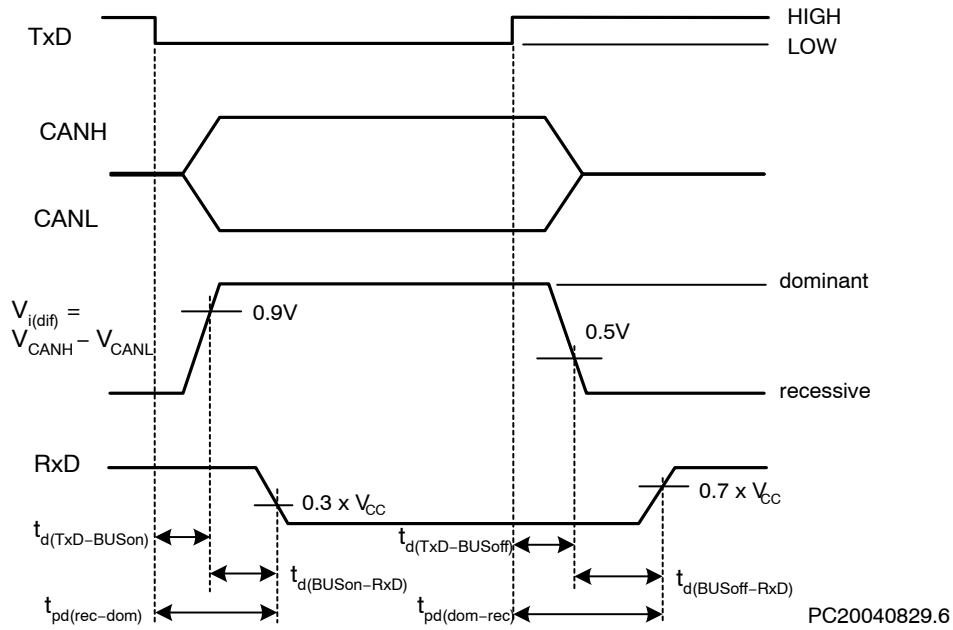 TxD
HIGH
LOW
CANH
CANL
dominant
V_i(dif) =
V_CANH – V_CANL
0.9V
0.5V
recessive
RxD
0.3 x V_CC
0.7 x V_CC
t_d(TxD–BUSon)
t_d(TxD–BUSoff)
t_d(BUSon–RxD)
t_d(BUSoff–RxD)
t_pd(rec–dom)
t_pd(dom–rec)
PC20040829.6